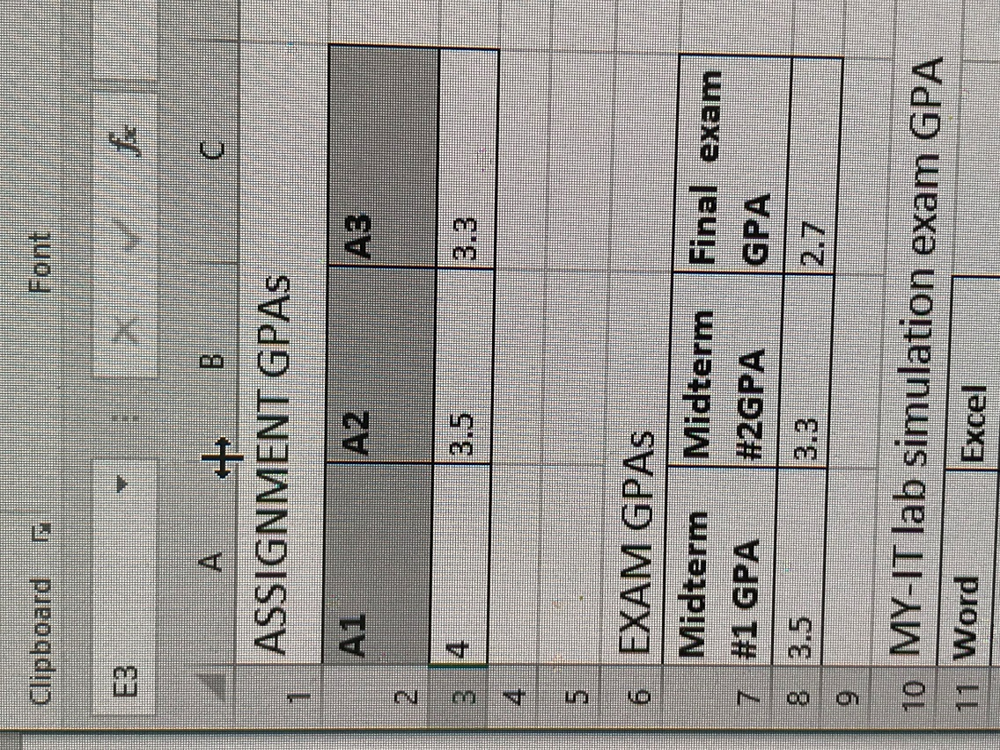 Clipboard Font
E3 fx
A B C
1 ASSIGNMENT GPAs
2 A1 A2 A3
3 4 3.5 3.3
4
5
6 EXAM GPAs
Midterm Midterm Final exam
7 #1 GPA #2GPA GPA
8 3.5 3.3 2.7
9
10 MY-IT lab simulation exam GPA
11 Word Excel